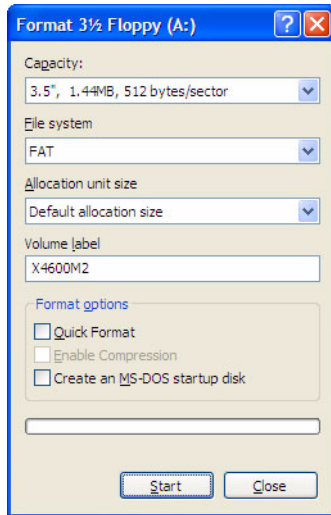 Format 3½ Floppy (A:)
Capacity:
3.5", 1.44MB, 512 bytes/sector
File system
FAT
Allocation unit size
Default allocation size
Volume label
X4600M2
Format options
Quick Format
Enable Compression
Create an MS-DOS startup disk
Start Close